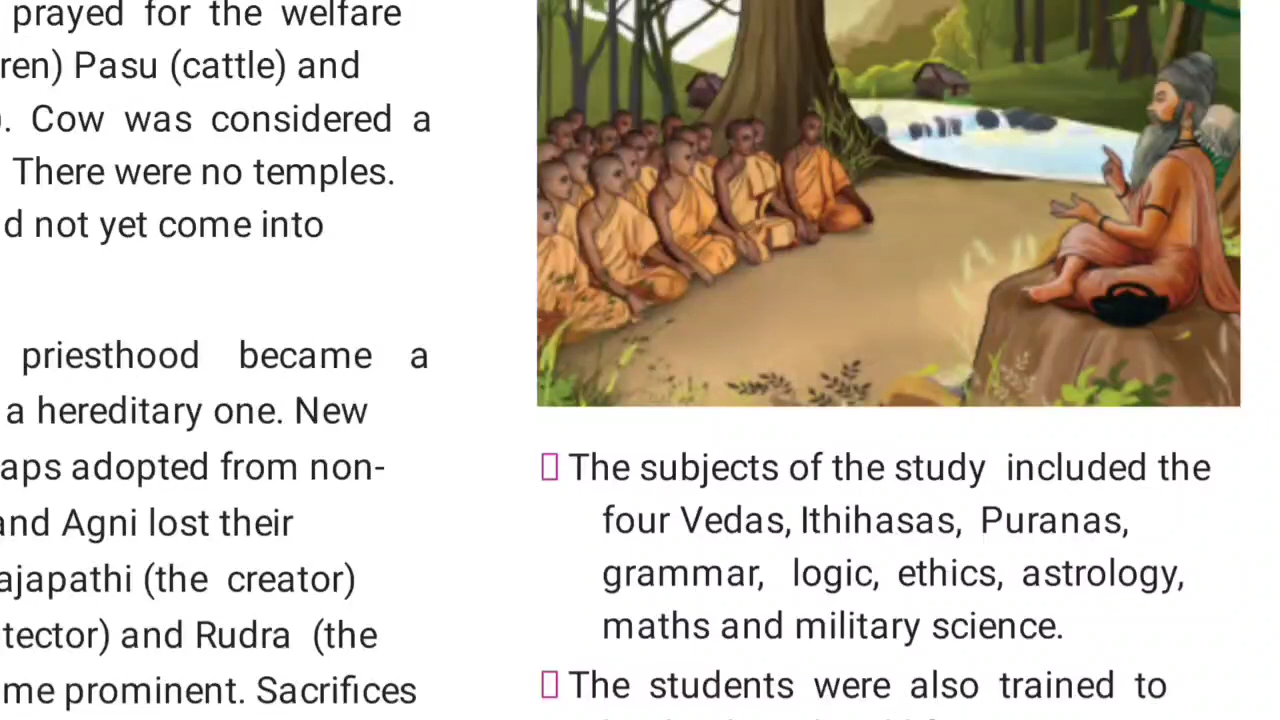 prayed for the welfare
ren) Pasu (cattle) and
). Cow was considered a
There were no temples.
d not yet come into
priesthood became a
a hereditary one. New
aps adopted from non-
and Agni lost their
ajapathi (the creator)
tector) and Rudra (the
me prominent. Sacrifices
The subjects of the study included the
four Vedas, Ithihasas, Puranas,
grammar, logic, ethics, astrology,
maths and military science.
The students were also trained to